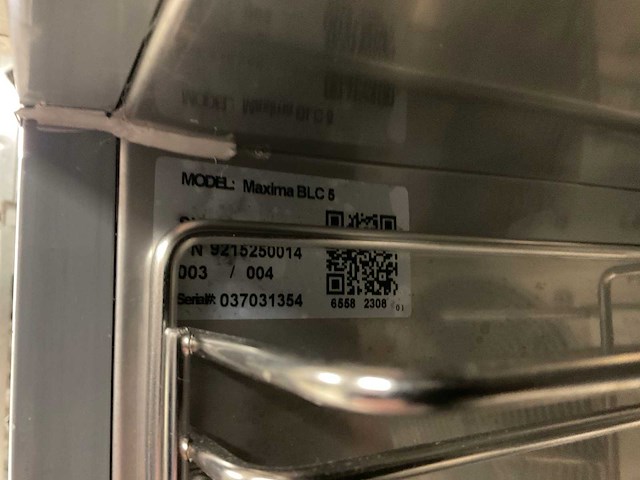 MODEL: Maxima BLC 5
N 9215250014
003 / 004
Serial#: 037031354
6558 2308